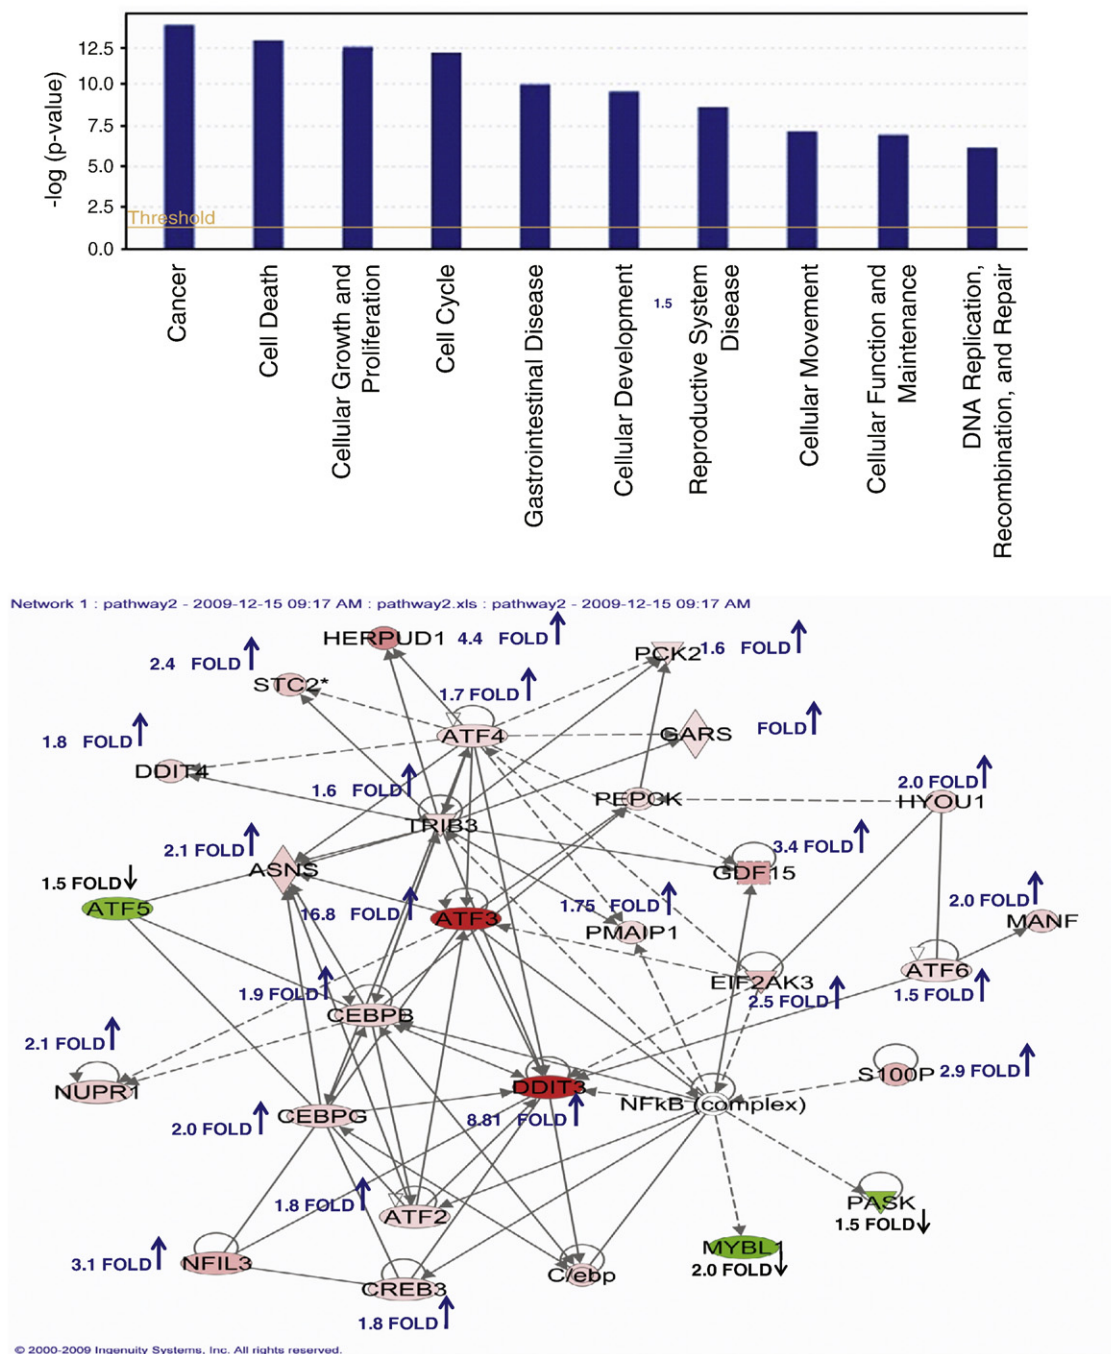 12.5
10.0
7.5
5.0
2.5
0.0
-log (p-value)
Threshold
Cancer
Cell Death
Cellular Growth and
Proliferation
Cell Cycle
Gastrointestinal Disease
Cellular Development
1.5
Reproductive System
Disease
Cellular Movement
Cellular Function and
Maintenance
DNA Replication,
Recombination, and Repair
Network 1 : pathway2 - 2009-12-15 09:17 AM : pathway2.xls : pathway2 - 2009-12-15 09:17 AM
HERPUD1 4.4 FOLD
PCK2 1.6 FOLD
2.4 FOLD
STC2*
1.7 FOLD
ATF4
GARS FOLD
1.8 FOLD
DDIT4
1.6 FOLD
TRIB3
PEPCK
2.0 FOLD
HYOU1
2.1 FOLD
ASNS
3.4 FOLD
GDF15
1.5 FOLD
ATF5
16.8 FOLD
ATF3
1.75 FOLD
PMAIP1
2.0 FOLD
MANF
1.9 FOLD
CEBPB
EIF2AK3
2.5 FOLD
ATF6
1.5 FOLD
2.1 FOLD
NUPR1
DDIT3
8.81 FOLD
NFkB (complex)
S100P 2.9 FOLD
2.0 FOLD
CEBPG
1.8 FOLD
ATF2
PASK
1.5 FOLD
3.1 FOLD
NFIL3
CREB3
1.8 FOLD
C/ebp
MYBL1
2.0 FOLD
© 2000-2009 Ingenuity Systems, Inc. All rights reserved.